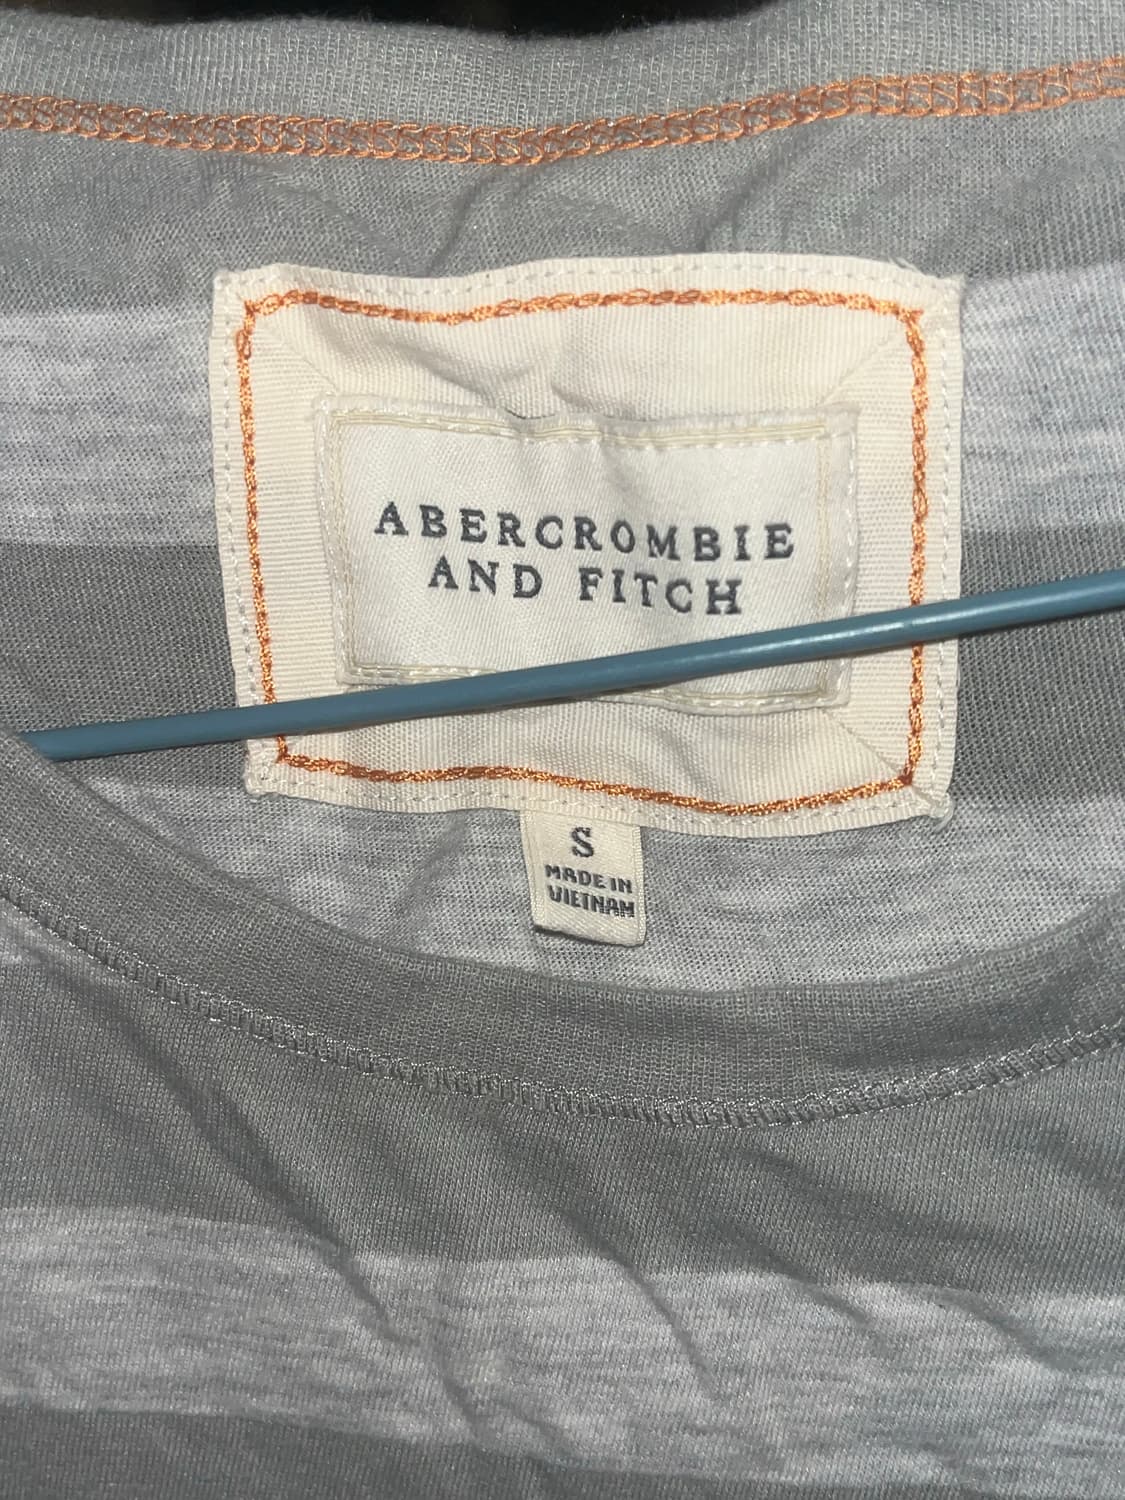 ABERCROMBIE
AND FITCH
S
MADE IN
VIETNAM